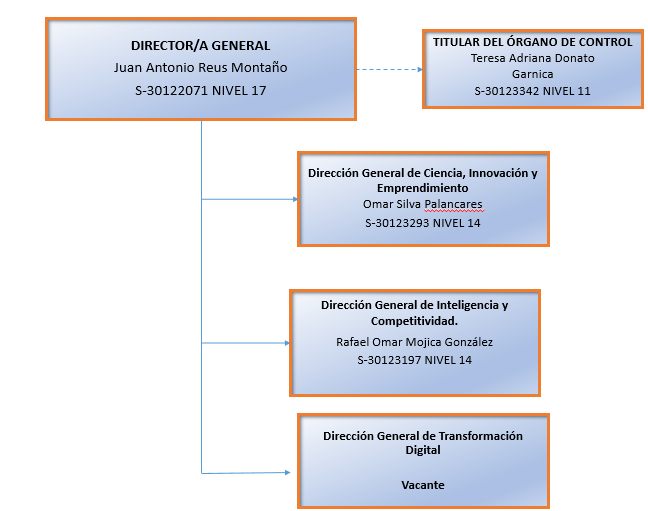 DIRECTOR/A GENERAL
Juan Antonio Reus Montaño
S-30122071 NIVEL 17
TITULAR DEL ÓRGANO DE CONTROL
Teresa Adriana Donato
Garnica
S-30123342 NIVEL 11
Dirección General de Ciencia, Innovación y
Emprendimiento
Omar Silva Palancares
S-30123293 NIVEL 14
Dirección General de Inteligencia y
Competitividad.
Rafael Omar Mojica González
S-30123197 NIVEL 14
Dirección General de Transformación
Digital
Vacante